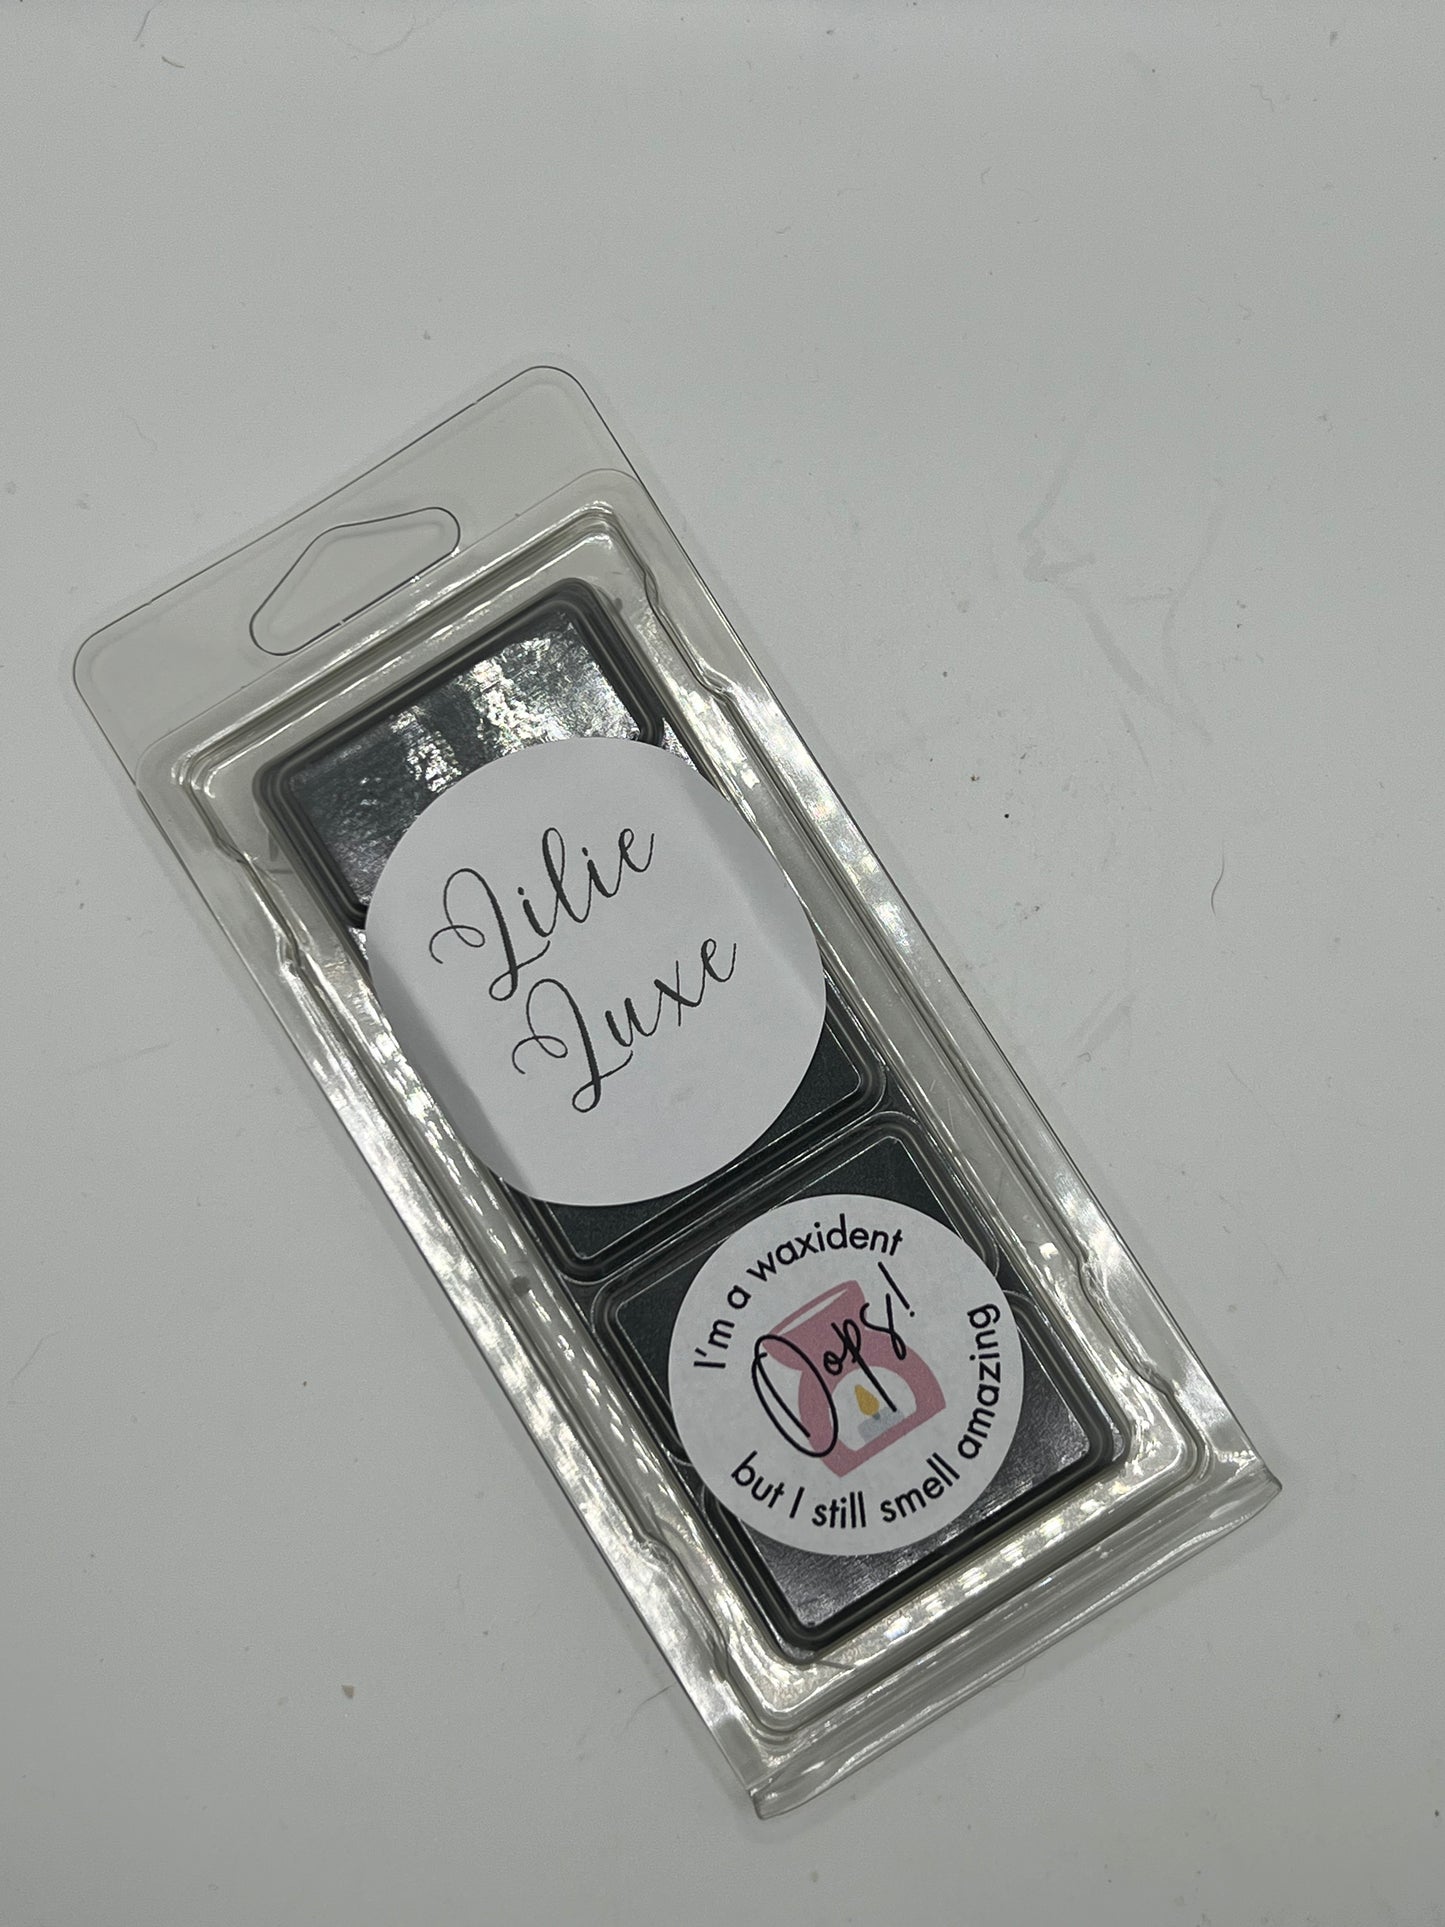 Lilie
Luxe
I'm a waxident
Oops!
but I still smell amazing